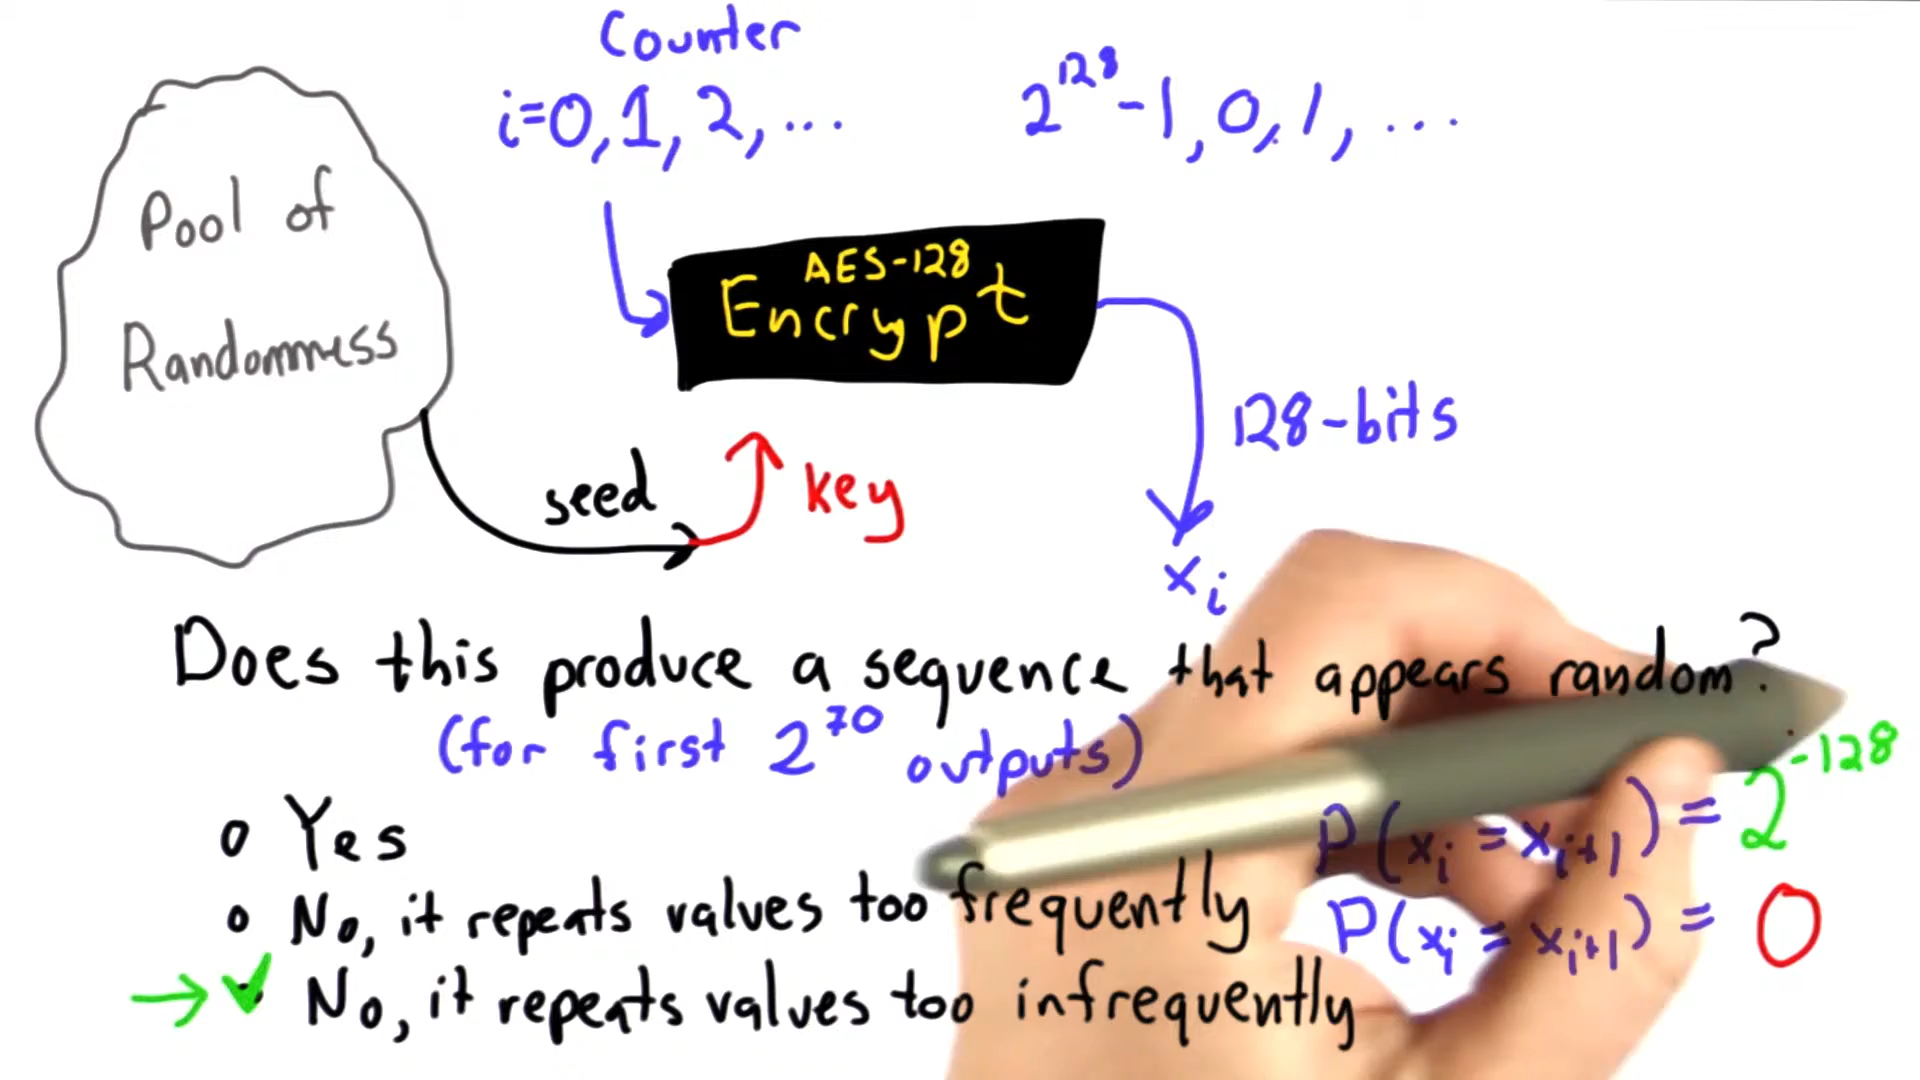 Counter
i=0,1,2,... 2^128-1,0,1,...
Pool of
Randomness
AES-128
Encrypt
128-bits
seed
key
x_i
Does this produce a sequence that appears random?
(for first 2^70 outputs)
Yes
P(x_i = x_i+1) = 2^-128
No, it repeats values too frequently
P(x_i = x_i+1) = 0
No, it repeats values too infrequently